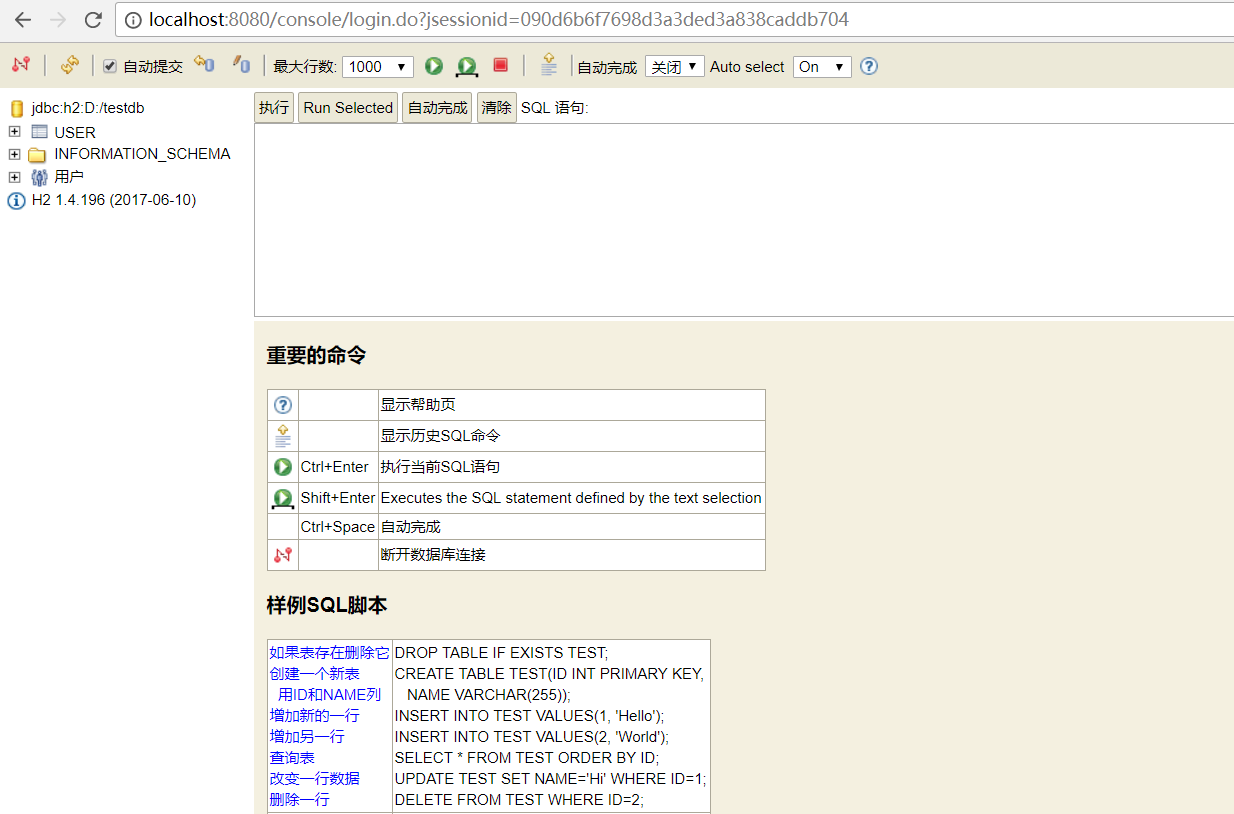 localhost:8080/console/login.do?jsessionid=090d6b6f7698d3a3ded3a838caddb704
自动提交 最大行数: 1000 自动完成 关闭 Auto select On
jdbc:h2:D:/testdb
USER
INFORMATION_SCHEMA
用户
H2 1.4.196 (2017-06-10)
执行 Run Selected 自动完成 清除 SQL 语句:
重要的命令
显示帮助页
显示历史SQL命令
Ctrl+Enter 执行当前SQL语句
Shift+Enter Executes the SQL statement defined by the text selection
Ctrl+Space 自动完成
断开数据库连接
样例SQL脚本
如果表存在删除它 DROP TABLE IF EXISTS TEST;
创建一个新表 CREATE TABLE TEST(ID INT PRIMARY KEY,
用ID和NAME列 NAME VARCHAR(255));
增加新的一行 INSERT INTO TEST VALUES(1, 'Hello');
增加另一行 INSERT INTO TEST VALUES(2, 'World');
查询表 SELECT * FROM TEST ORDER BY ID;
改变一行数据 UPDATE TEST SET NAME='Hi' WHERE ID=1;
删除一行 DELETE FROM TEST WHERE ID=2;